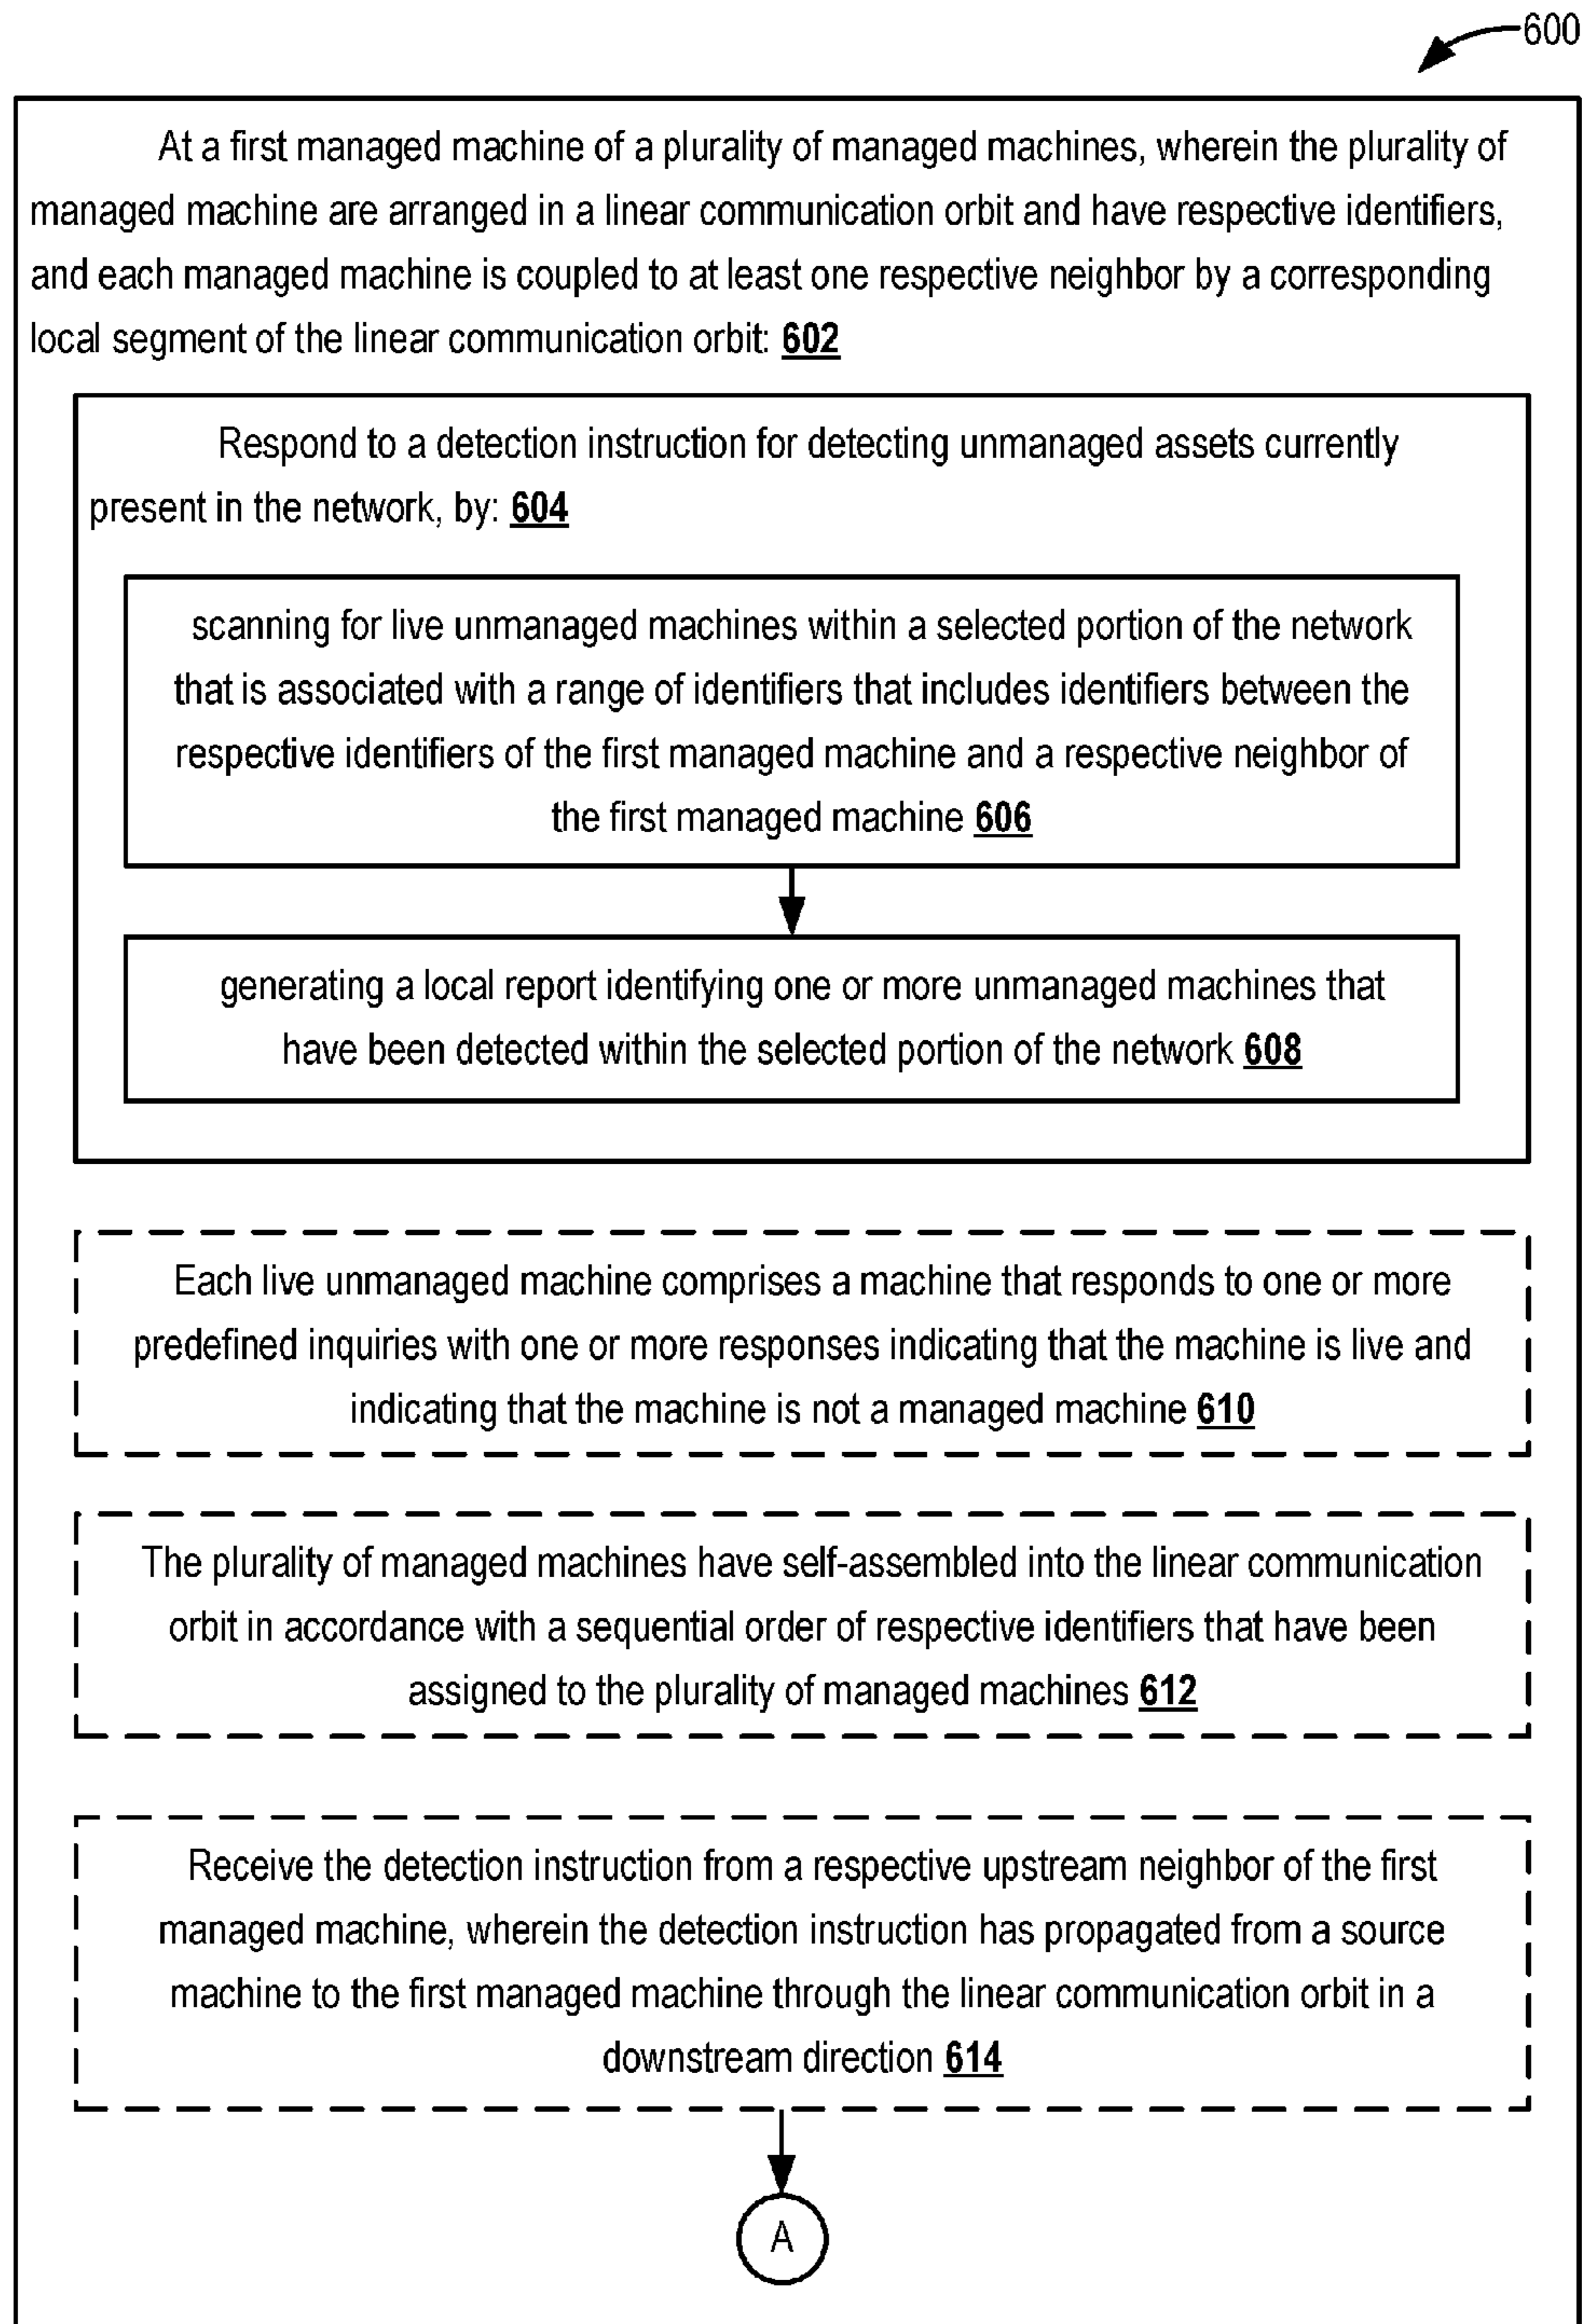 600
At a first managed machine of a plurality of managed machines, wherein the plurality of
managed machine are arranged in a linear communication orbit and have respective identifiers,
and each managed machine is coupled to at least one respective neighbor by a corresponding
local segment of the linear communication orbit: 602
Respond to a detection instruction for detecting unmanaged assets currently
present in the network, by: 604
scanning for live unmanaged machines within a selected portion of the network
that is associated with a range of identifiers that includes identifiers between the
respective identifiers of the first managed machine and a respective neighbor of
the first managed machine 606
generating a local report identifying one or more unmanaged machines that
have been detected within the selected portion of the network 608
Each live unmanaged machine comprises a machine that responds to one or more
predefined inquiries with one or more responses indicating that the machine is live and
indicating that the machine is not a managed machine 610
The plurality of managed machines have self-assembled into the linear communication
orbit in accordance with a sequential order of respective identifiers that have been
assigned to the plurality of managed machines 612
Receive the detection instruction from a respective upstream neighbor of the first
managed machine, wherein the detection instruction has propagated from a source
machine to the first managed machine through the linear communication orbit in a
downstream direction 614
A